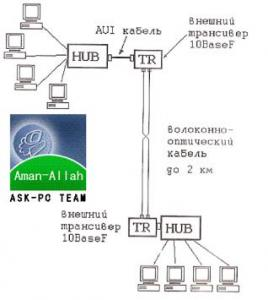 AUI кабель
внешний
трансивер
10BaseF
HUB
TR
волоконно-
оптический
кабель
до 2 км
Aman-Allah
ASK-PC TEAM
внешний
трансивер
10BaseF
TR
HUB